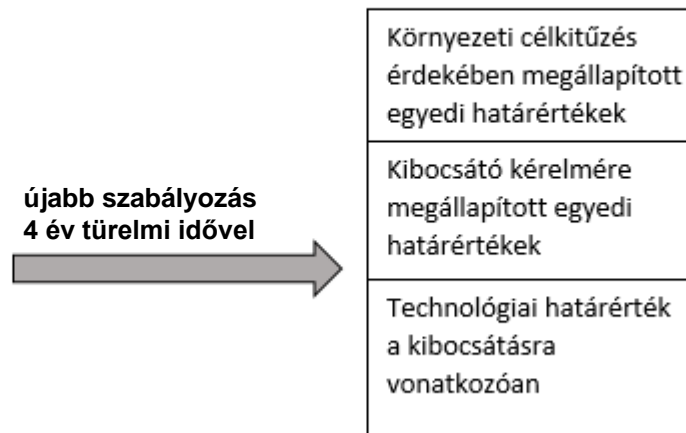 Környezeti célkitűzés
érdekében megállapított
egyedi határértékek
Kibocsátó kérelmére
megállapított egyedi
határértékek
újabb szabályozás
4 év türelmi idővel
Technológiai határérték
a kibocsátásra
vonatkozóan